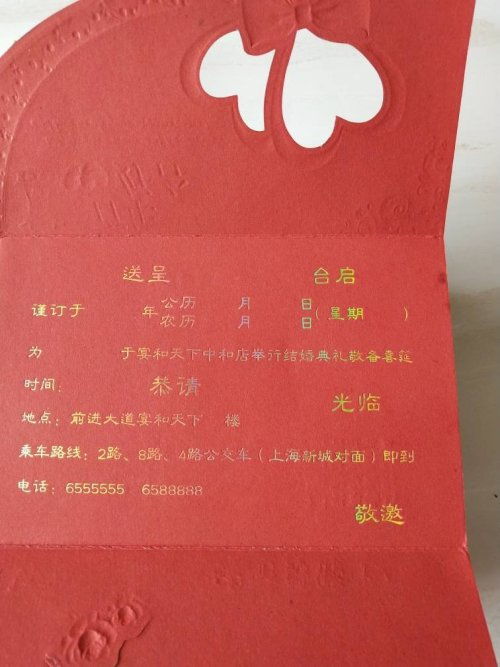 送呈 台启
谨订于 年 公历 月 日 (星期 )
农历 月 日
为 于宴和天下中和店举行结婚典礼敬备喜筵
时间: 恭请
光临
地点: 前进大道宴和天下 楼
乘车路线: 2路、8路、4路公交车(上海新城对面)即到
电话: 6555555 6588888
敬邀